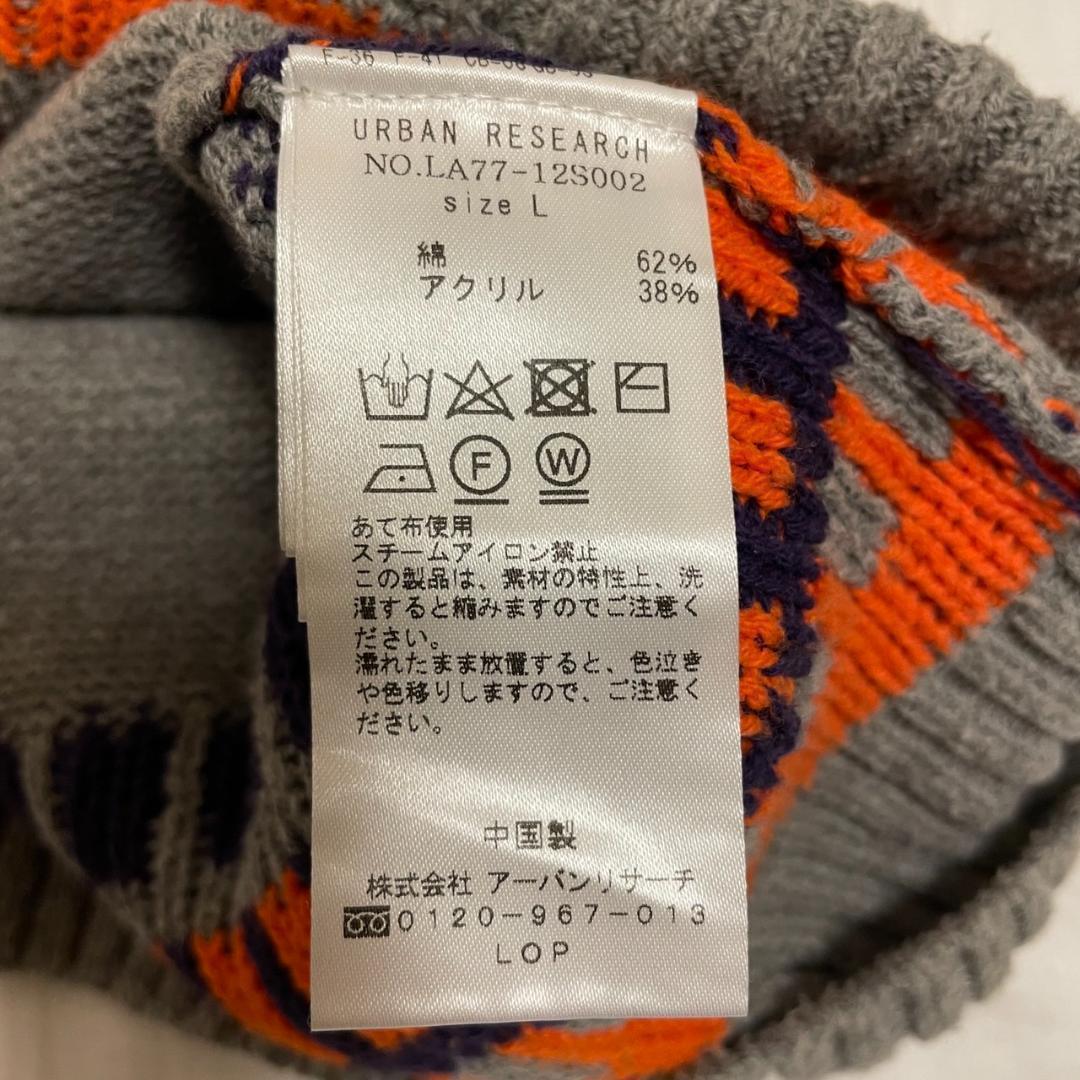 URBAN RESEARCH
NO.LA77-12S002
size L
綿 62%
アクリル 38%
F
W
あて布使用
スチームアイロン禁止
この製品は、素材の特性上、洗
濯すると縮みますのでご注意く
ださい。
濡れたまま放置すると、色泣き
や色移りしますので、ご注意く
ださい。
中国製
株式会社 アーバンリサーチ
0120-967-013
LOP